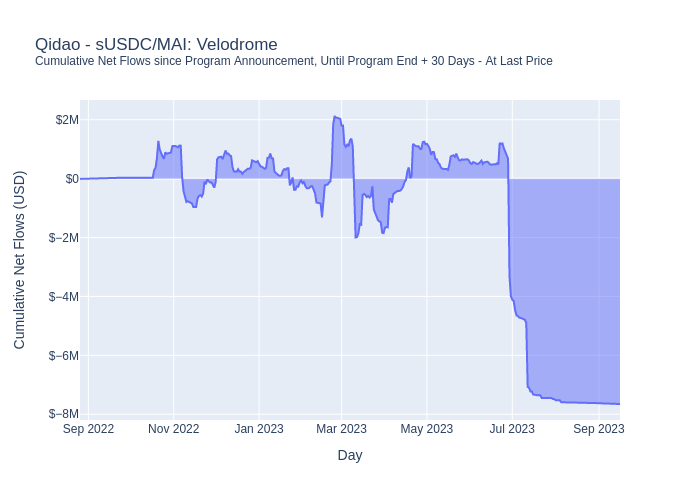 Qidao - sUSDC/MAI: Velodrome
Cumulative Net Flows since Program Announcement, Until Program End + 30 Days - At Last Price
$2M
$0
$−2M
$−4M
$−6M
$−8M
Cumulative Net Flows (USD)
Sep 2022 Nov 2022 Jan 2023 Mar 2023 May 2023 Jul 2023 Sep 2023
Day